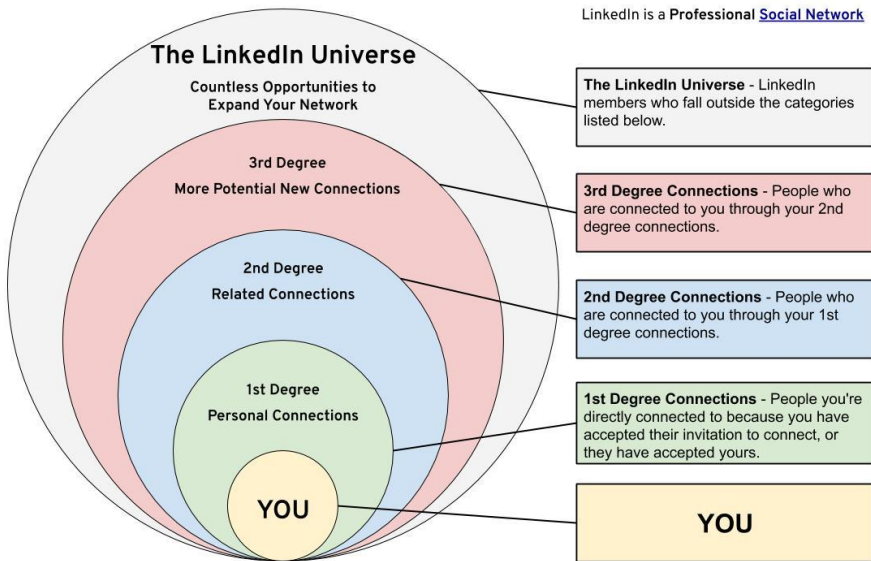 LinkedIn is a Professional Social Network
The LinkedIn Universe
Countless Opportunities to
Expand Your Network
3rd Degree
More Potential New Connections
2nd Degree
Related Connections
1st Degree
Personal Connections
YOU
The LinkedIn Universe - LinkedIn
members who fall outside the categories
listed below.
3rd Degree Connections - People who
are connected to you through your 2nd
degree connections.
2nd Degree Connections - People who
are connected to you through your 1st
degree connections.
1st Degree Connections - People you're
directly connected to because you have
accepted their invitation to connect, or
they have accepted yours.
YOU